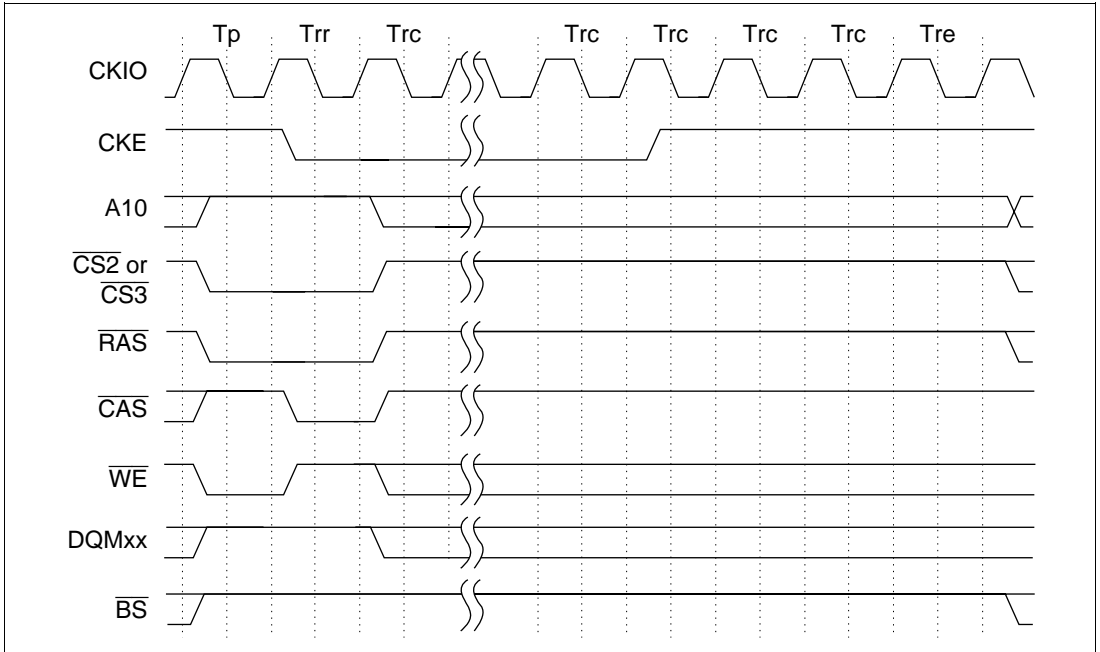 Tp Trr Trc Trc Trc Trc Trc Tre
CKIO
CKE
A10
CS2 or
CS3
RAS
CAS
WE
DQMxx
BS